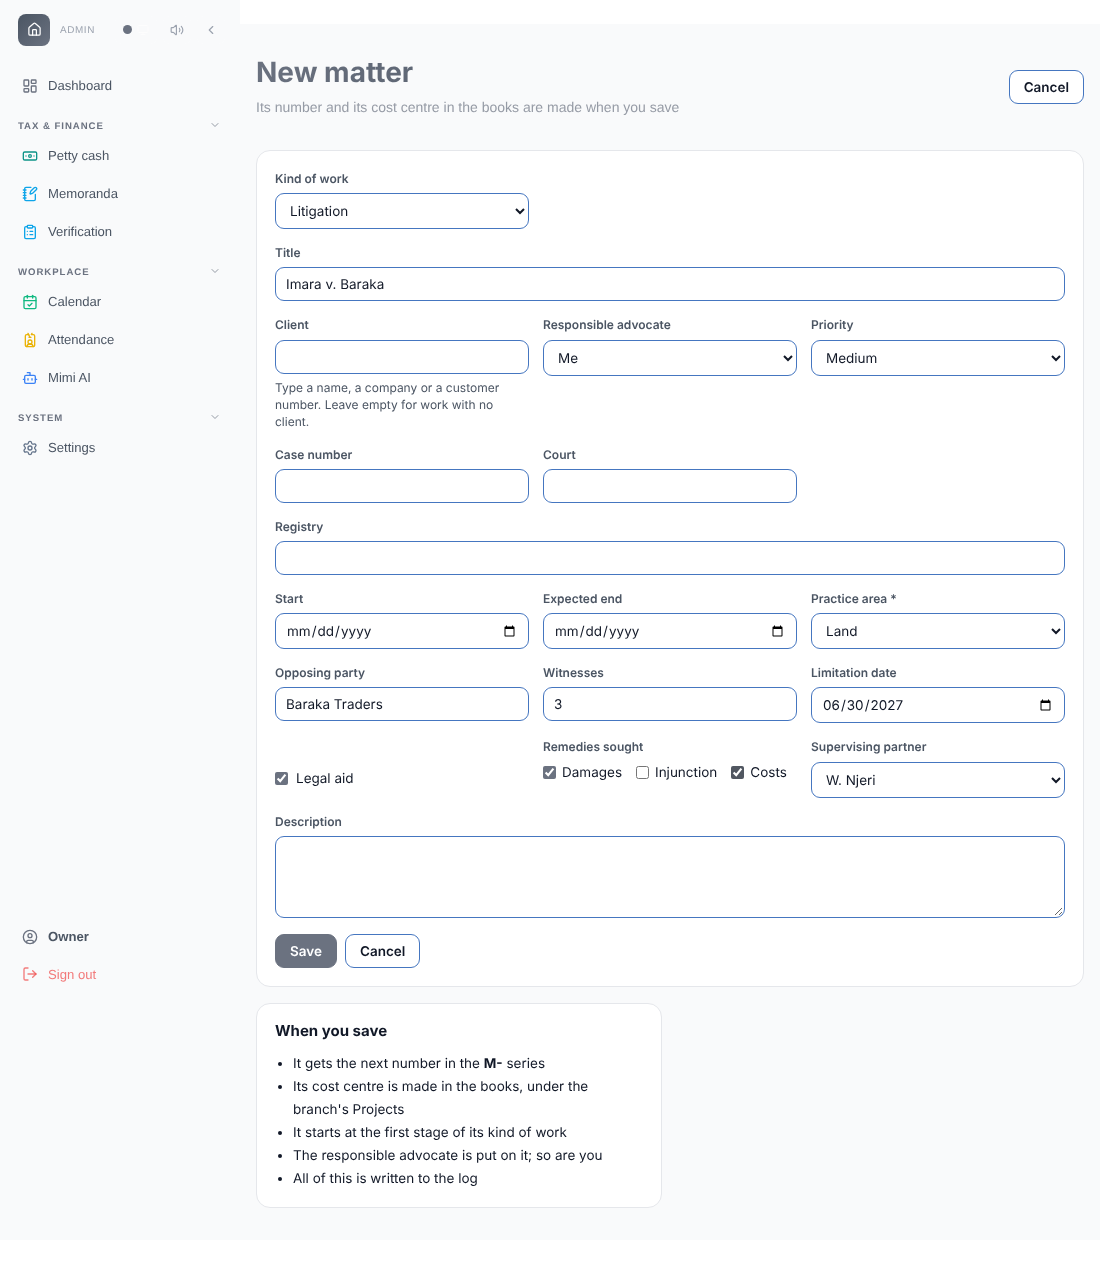 ADMIN
Dashboard
TAX & FINANCE
Petty cash
Memoranda
Verification
WORKPLACE
Calendar
Attendance
Mimi AI
SYSTEM
Settings
Owner
Sign out
New matter
Its number and its cost centre in the books are made when you save
Cancel
Kind of work
Litigation
Title
Imara v. Baraka
Client
Responsible advocate
Me
Priority
Medium
Type a name, a company or a customer
number. Leave empty for work with no
client.
Case number
Court
Registry
Start
mm/dd/yyyy
Expected end
mm/dd/yyyy
Practice area *
Land
Opposing party
Baraka Traders
Witnesses
3
Limitation date
06/30/2027
Legal aid
Remedies sought
Damages Injunction Costs
Supervising partner
W. Njeri
Description
Save Cancel
When you save
• It gets the next number in the M- series
• Its cost centre is made in the books, under the
branch's Projects
• It starts at the first stage of its kind of work
• The responsible advocate is put on it; so are you
• All of this is written to the log